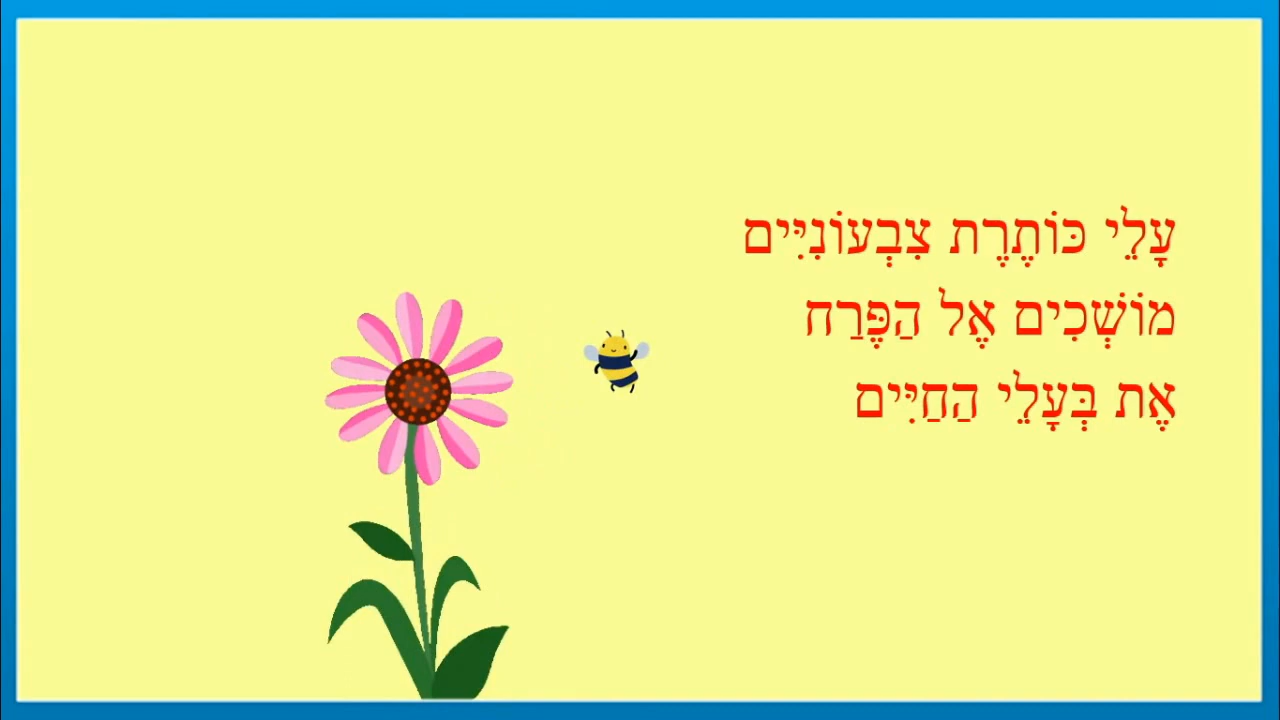 עָלֵי כּוֹתֶרֶת צִבְעוֹנִיִּים
מוֹשְׁכִים אֶל הַפֶּרַח
אֶת בְּעָלֵי הַחַיִּים